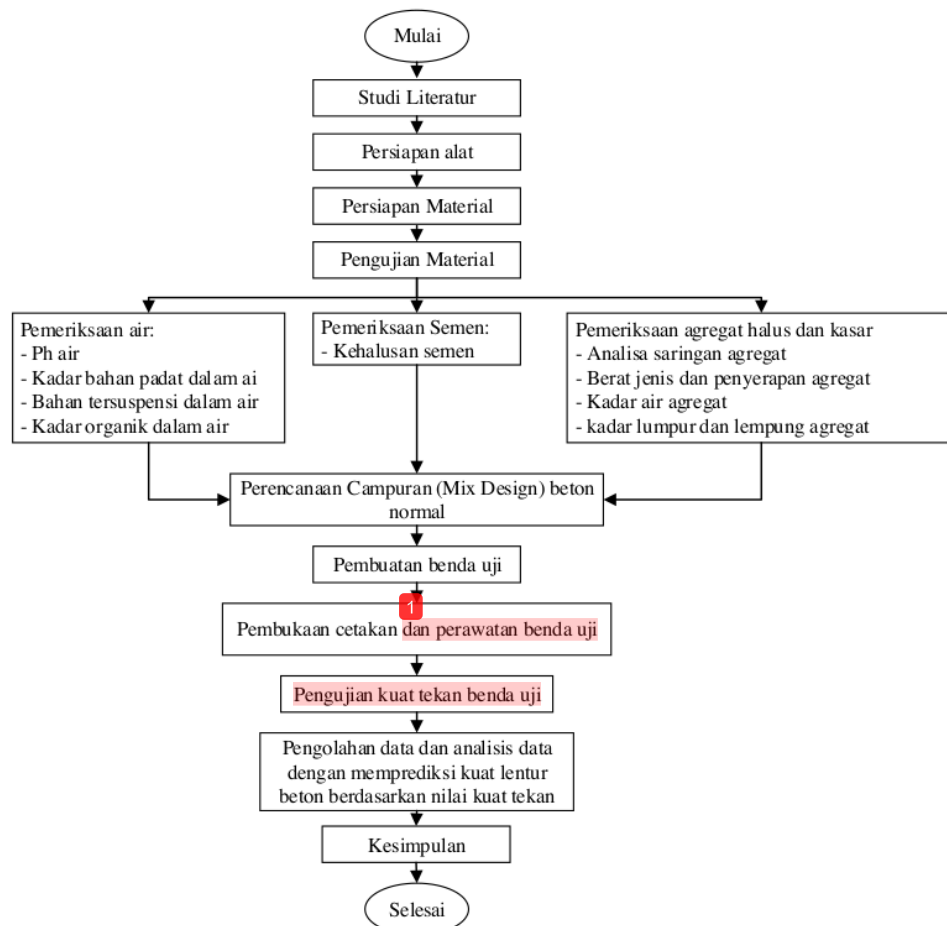 Mulai
Studi Literatur
Persiapan alat
Persiapan Material
Pengujian Material
Pemeriksaan air:
- Ph air
- Kadar bahan padat dalam ai
- Bahan tersuspensi dalam air
- Kadar organik dalam air
Pemeriksaan Semen:
- Kehalusan semen
Pemeriksaan agregat halus dan kasar
- Analisa saringan agregat
- Berat jenis dan penyerapan agregat
- Kadar air agregat
- kadar lumpur dan lempung agregat
Perencanaan Campuran (Mix Design) beton
normal
Pembuatan benda uji
1
Pembukaan cetakan dan perawatan benda uji
Pengujian kuat tekan benda uji
Pengolahan data dan analisis data
dengan memprediksi kuat lentur
beton berdasarkan nilai kuat tekan
Kesimpulan
Selesai